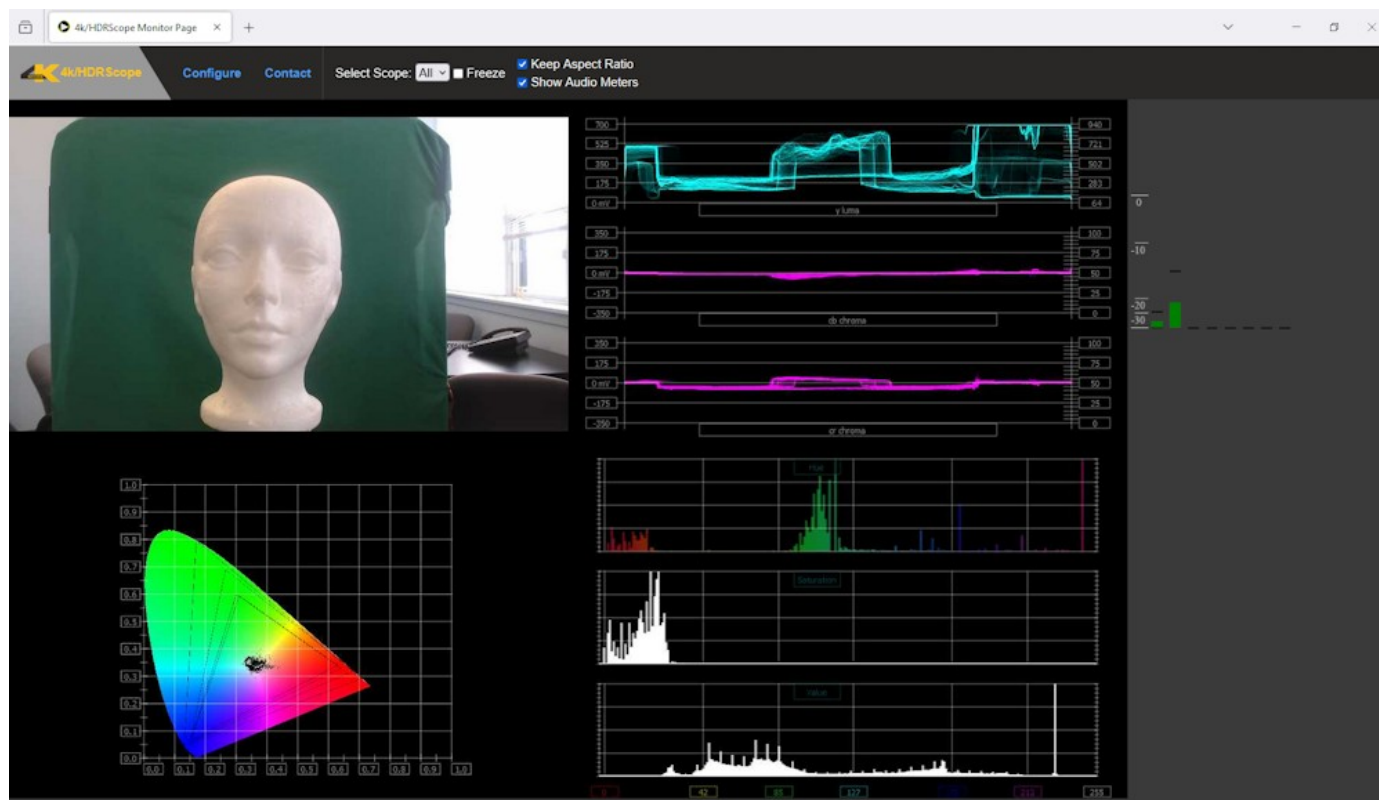 4k/HDRScope Monitor Page
4K 4k/HDRScope
Configure
Contact
Select Scope: All
Freeze
Keep Aspect Ratio
Show Audio Meters
700
525
350
175
0 mV
940
721
502
283
64
y luma
350
175
0 mV
-175
-350
100
75
50
25
0
cb chroma
350
175
0 mV
-175
-350
100
75
50
25
0
cr chroma
0
-10
-20
-30
1.0
0.9
0.8
0.7
0.6
0.5
0.4
0.3
0.2
0.1
0.0
0.0 0.1 0.2 0.3 0.4 0.5 0.6 0.7 0.8 0.9 1.0
Hue
Saturation
Value
0 42 85 127 212 255